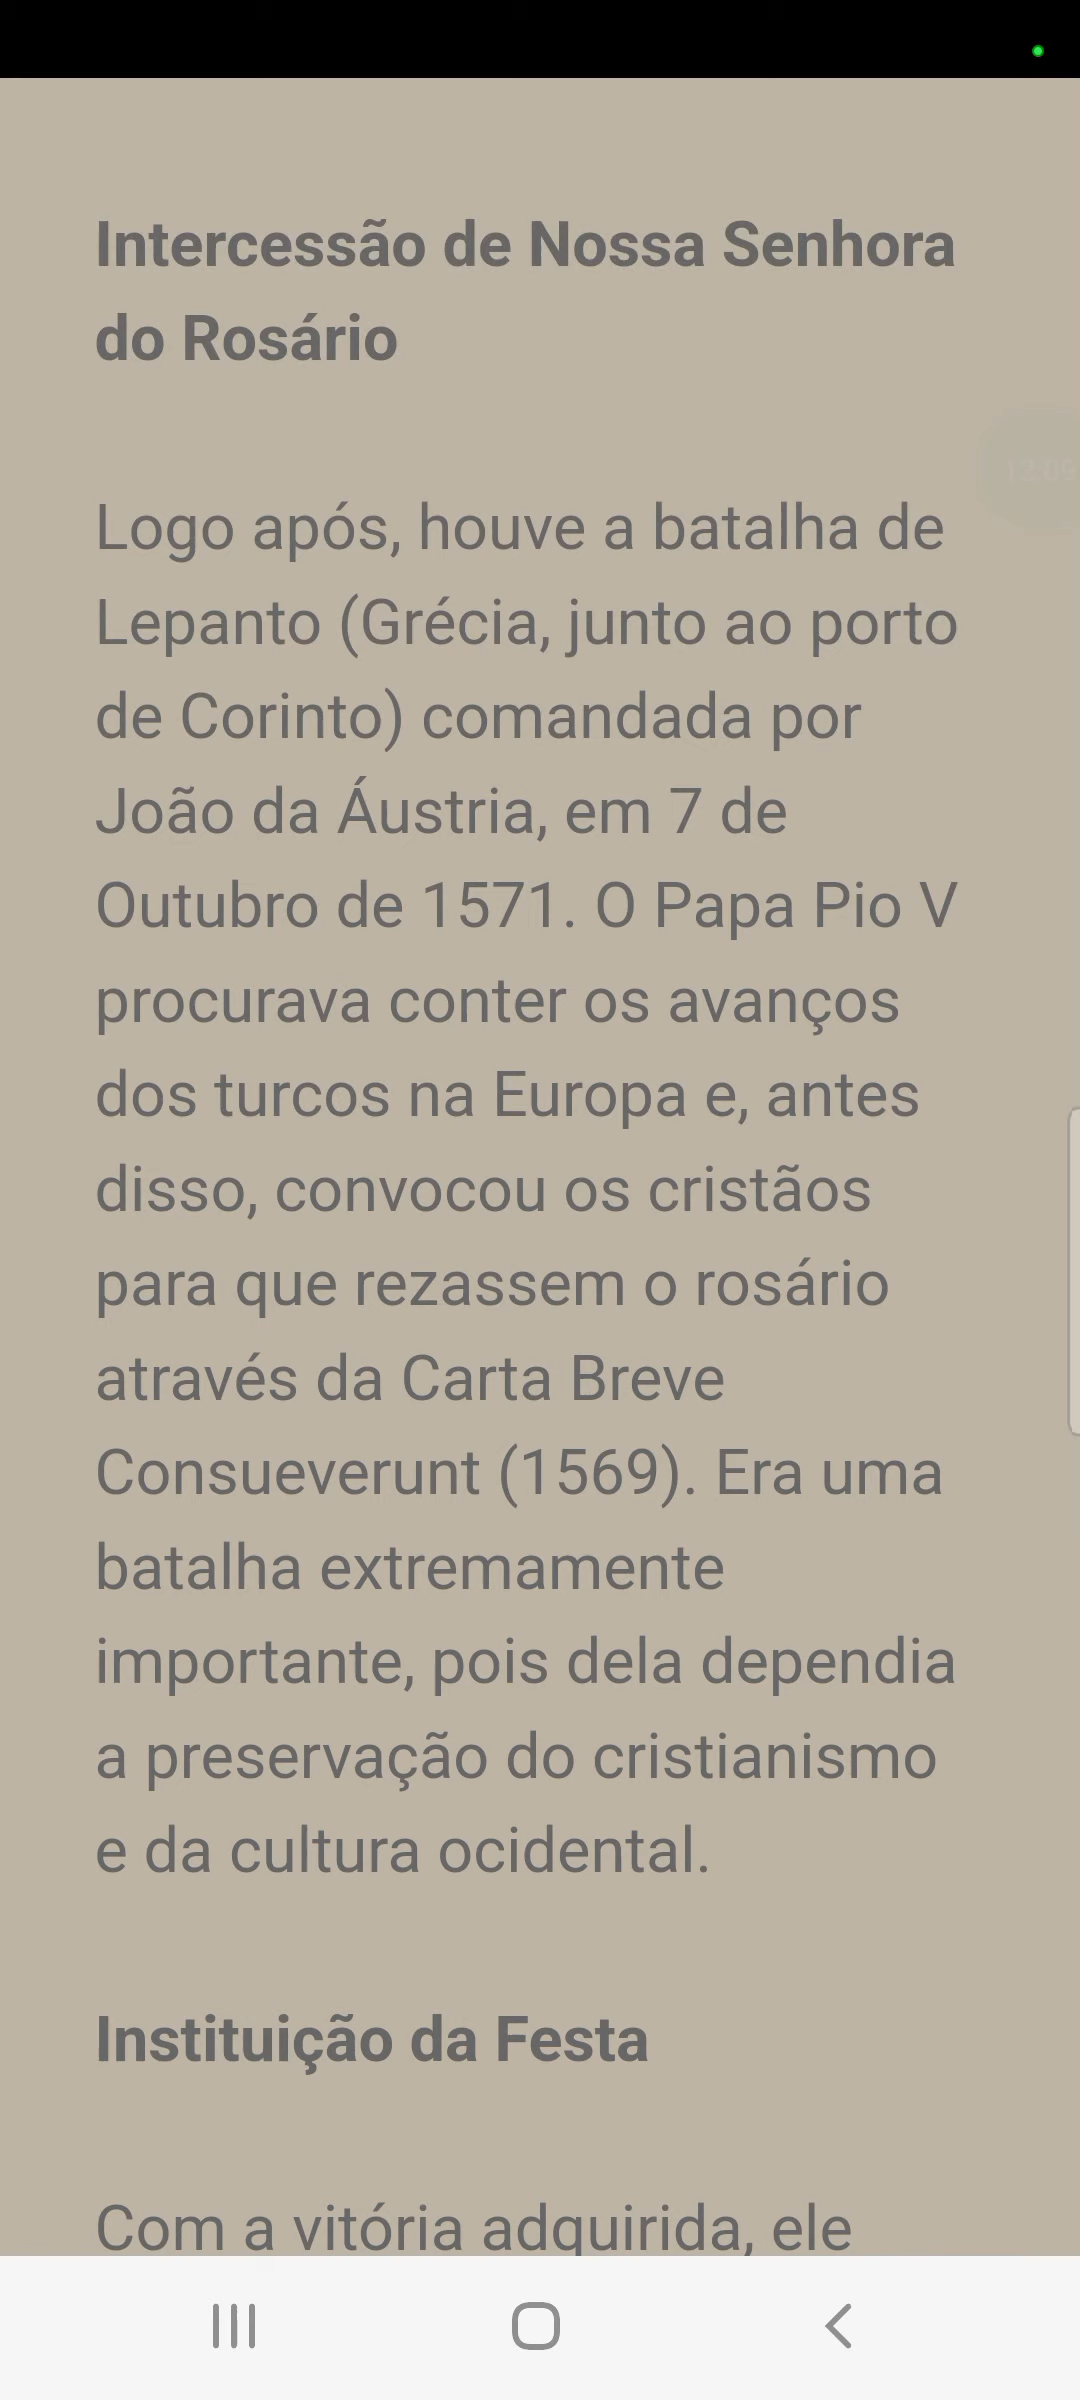 Intercessão de Nossa Senhora
do Rosário
12:09
Logo após, houve a batalha de
Lepanto (Grécia, junto ao porto
de Corinto) comandada por
João da Áustria, em 7 de
Outubro de 1571. O Papa Pio V
procurava conter os avanços
dos turcos na Europa e, antes
disso, convocou os cristãos
para que rezassem o rosário
através da Carta Breve
Consueverunt (1569). Era uma
batalha extremamente
importante, pois dela dependia
a preservação do cristianismo
e da cultura ocidental.
Instituição da Festa
Com a vitória adquirida, ele